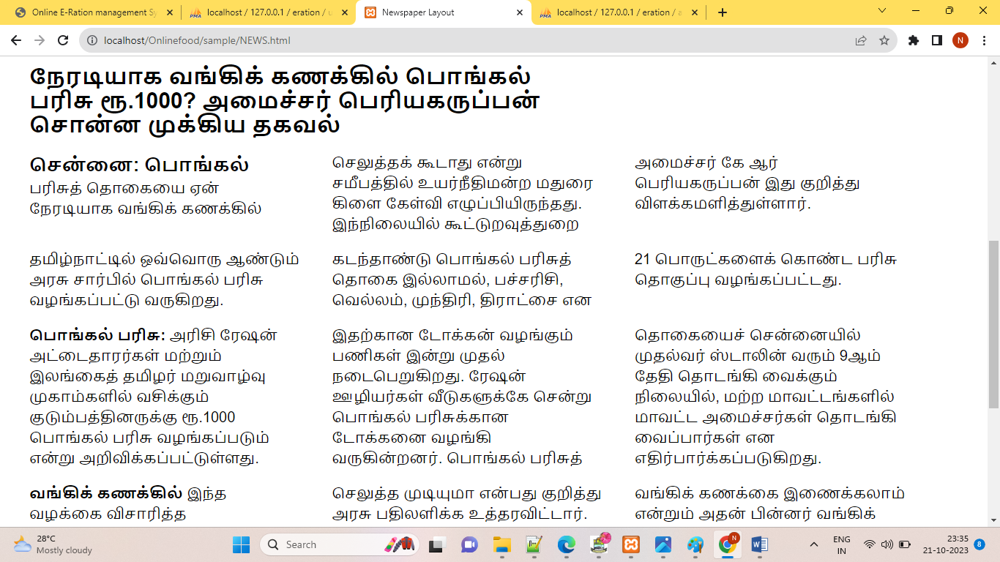 Online E-Ration management Sy
localhost / 127.0.0.1 / eration / u
Newspaper Layout
localhost / 127.0.0.1 / eration / a
localhost/Onlinefood/sample/NEWS.html
N
நேரடியாக வங்கிக் கணக்கில் பொங்கல்
பரிசு ரூ.1000? அமைச்சர் பெரியகருப்பன்
சொன்ன முக்கிய தகவல்
சென்னை: பொங்கல்
பரிசுத் தொகையை ஏன்
நேரடியாக வங்கிக் கணக்கில்
செலுத்தக் கூடாது என்று
சமீபத்தில் உயர்நீதிமன்ற மதுரை
கிளை கேள்வி எழுப்பியிருந்தது.
இந்நிலையில் கூட்டுறவுத்துறை
அமைச்சர் கே ஆர்
பெரியகருப்பன் இது குறித்து
விளக்கமளித்துள்ளார்.
தமிழ்நாட்டில் ஒவ்வொரு ஆண்டும்
அரசு சார்பில் பொங்கல் பரிசு
வழங்கப்பட்டு வருகிறது.
கடந்தாண்டு பொங்கல் பரிசுத்
தொகை இல்லாமல், பச்சரிசி,
வெல்லம், முந்திரி, திராட்சை என
21 பொருட்களைக் கொண்ட பரிசு
தொகுப்பு வழங்கப்பட்டது.
பொங்கல் பரிசு: அரிசி ரேஷன்
அட்டைதாரர்கள் மற்றும்
இலங்கைத் தமிழர் மறுவாழ்வு
முகாம்களில் வசிக்கும்
குடும்பத்தினருக்கு ரூ.1000
பொங்கல் பரிசு வழங்கப்படும்
என்று அறிவிக்கப்பட்டுள்ளது.
இதற்கான டோக்கன் வழங்கும்
பணிகள் இன்று முதல்
நடைபெறுகிறது. ரேஷன்
ஊழியர்கள் வீடுகளுக்கே சென்று
பொங்கல் பரிசுக்கான
டோக்கனை வழங்கி
வருகின்றனர். பொங்கல் பரிசுத்
தொகையைச் சென்னையில்
முதல்வர் ஸ்டாலின் வரும் 9ஆம்
தேதி தொடங்கி வைக்கும்
நிலையில், மற்ற மாவட்டங்களில்
மாவட்ட அமைச்சர்கள் தொடங்கி
வைப்பார்கள் என
எதிர்பார்க்கப்படுகிறது.
வங்கிக் கணக்கில் இந்த
வழக்கை விசாரித்த
செலுத்த முடியுமா என்பது குறித்து
அரசு பதிலளிக்க உத்தரவிட்டார்.
வங்கிக் கணக்கை இணைக்கலாம்
என்றும் அதன் பின்னர் வங்கிக்
28°C
Mostly cloudy
Search
ENG
IN
23:35
21-10-2023
8